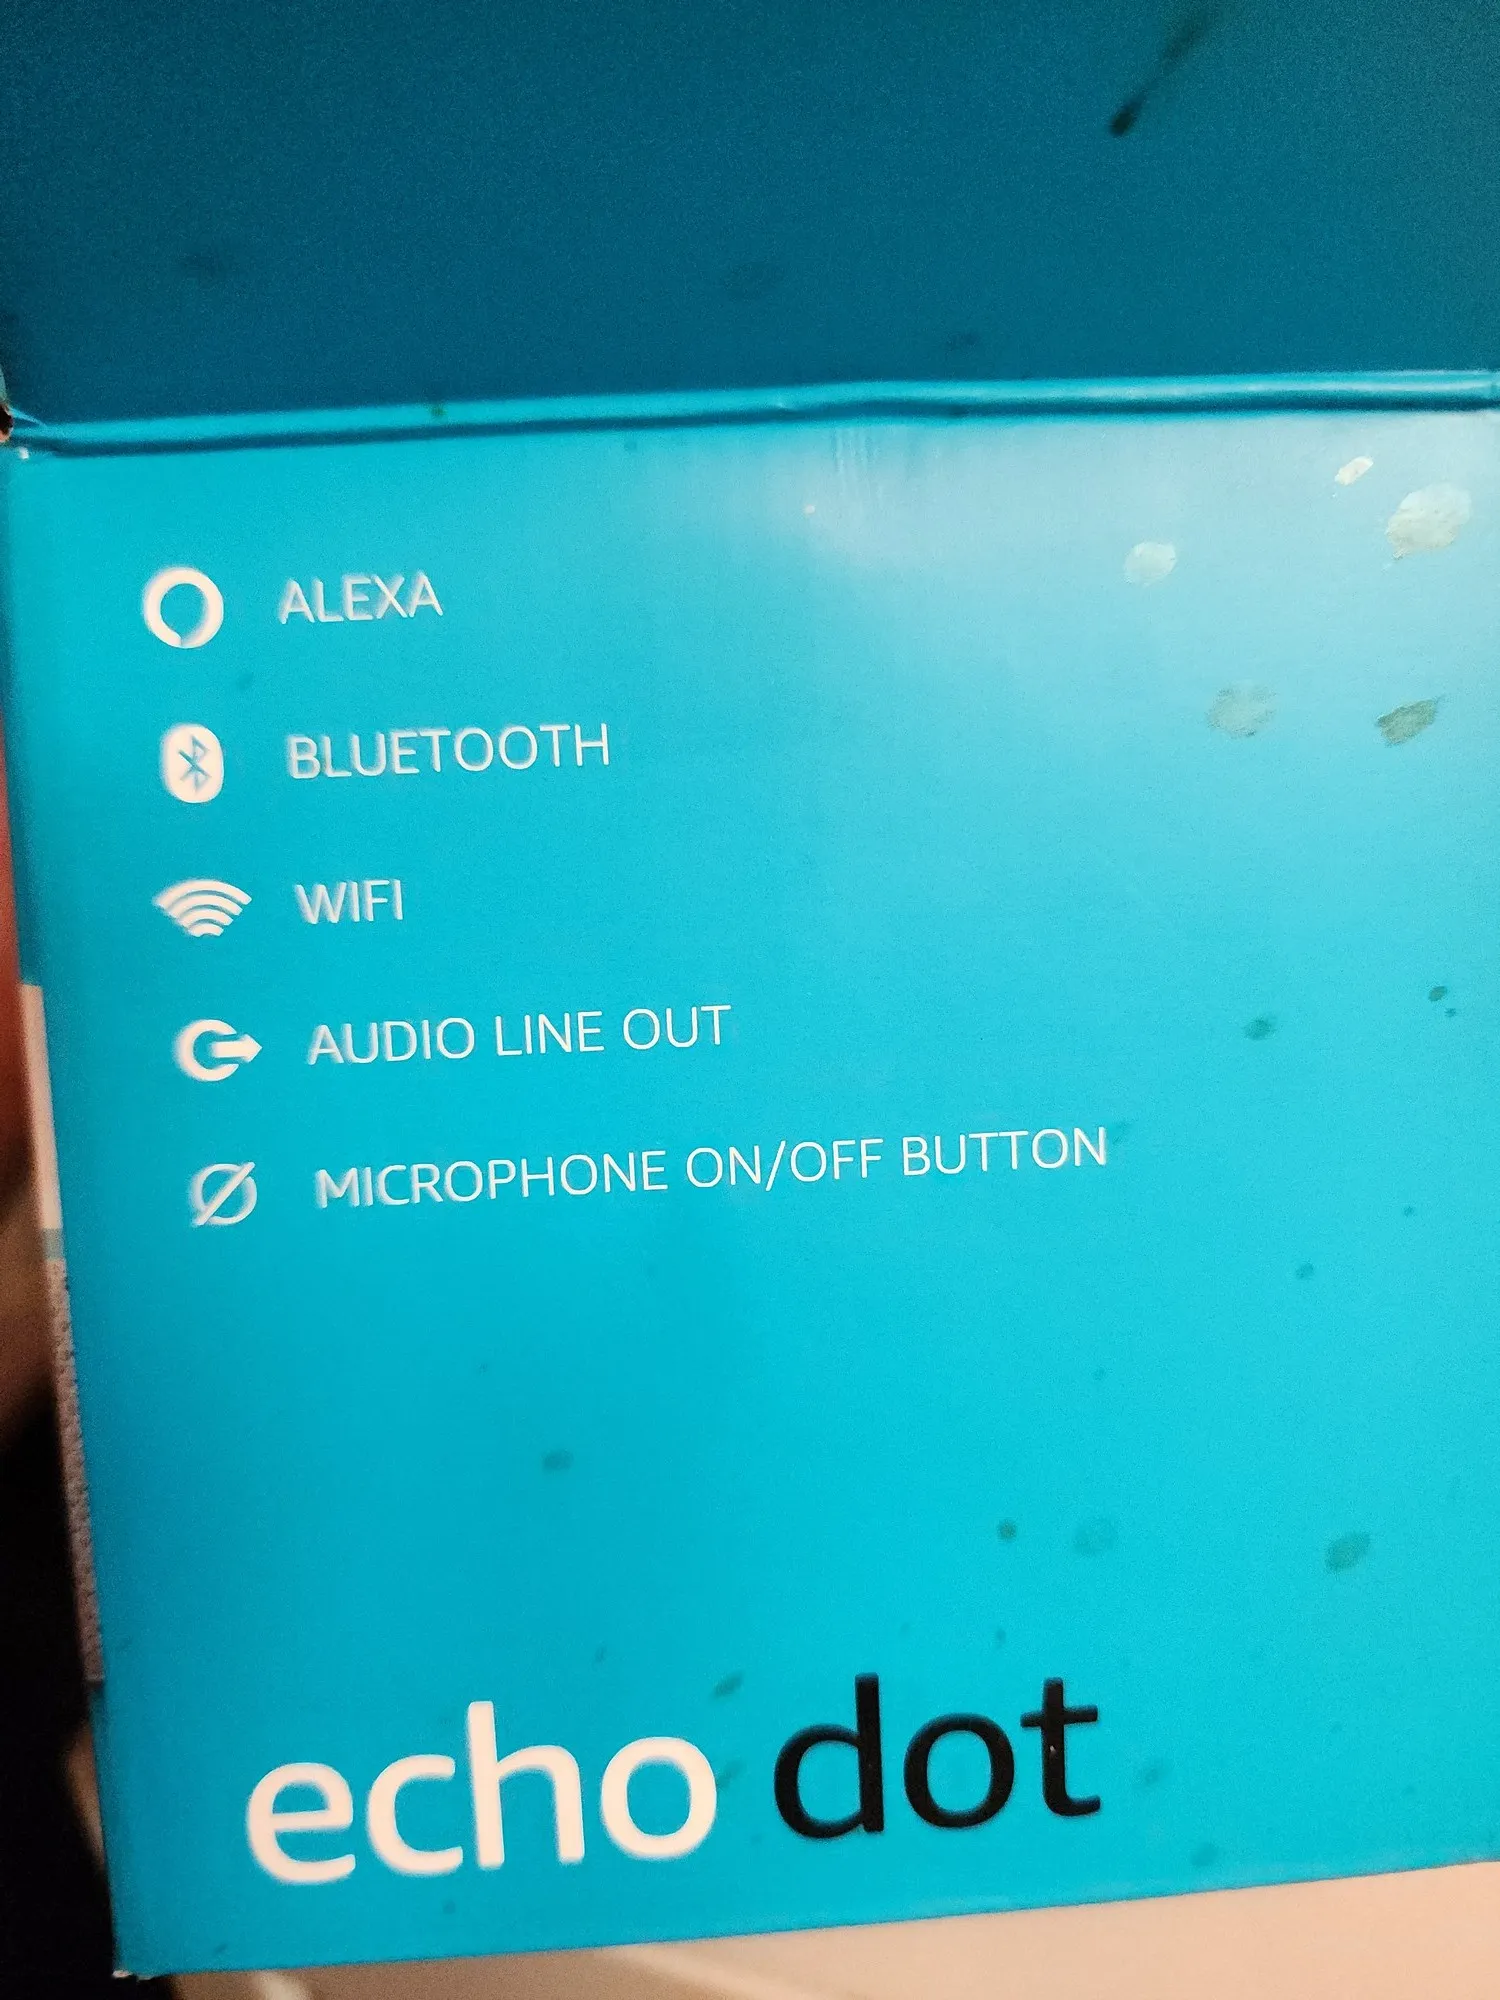 ALEXA
BLUETOOTH
WIFI
AUDIO LINE OUT
MICROPHONE ON/OFF BUTTON
echo dot